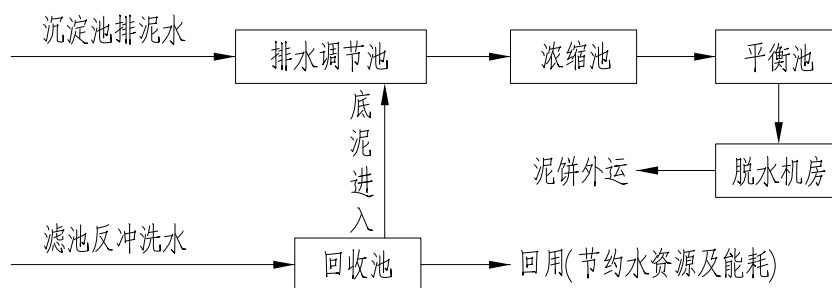 沉淀池排泥水
排水调节池
浓缩池
平衡池
底泥进入
泥饼外运
脱水机房
滤池反冲洗水
回收池
回用(节约水资源及能耗)